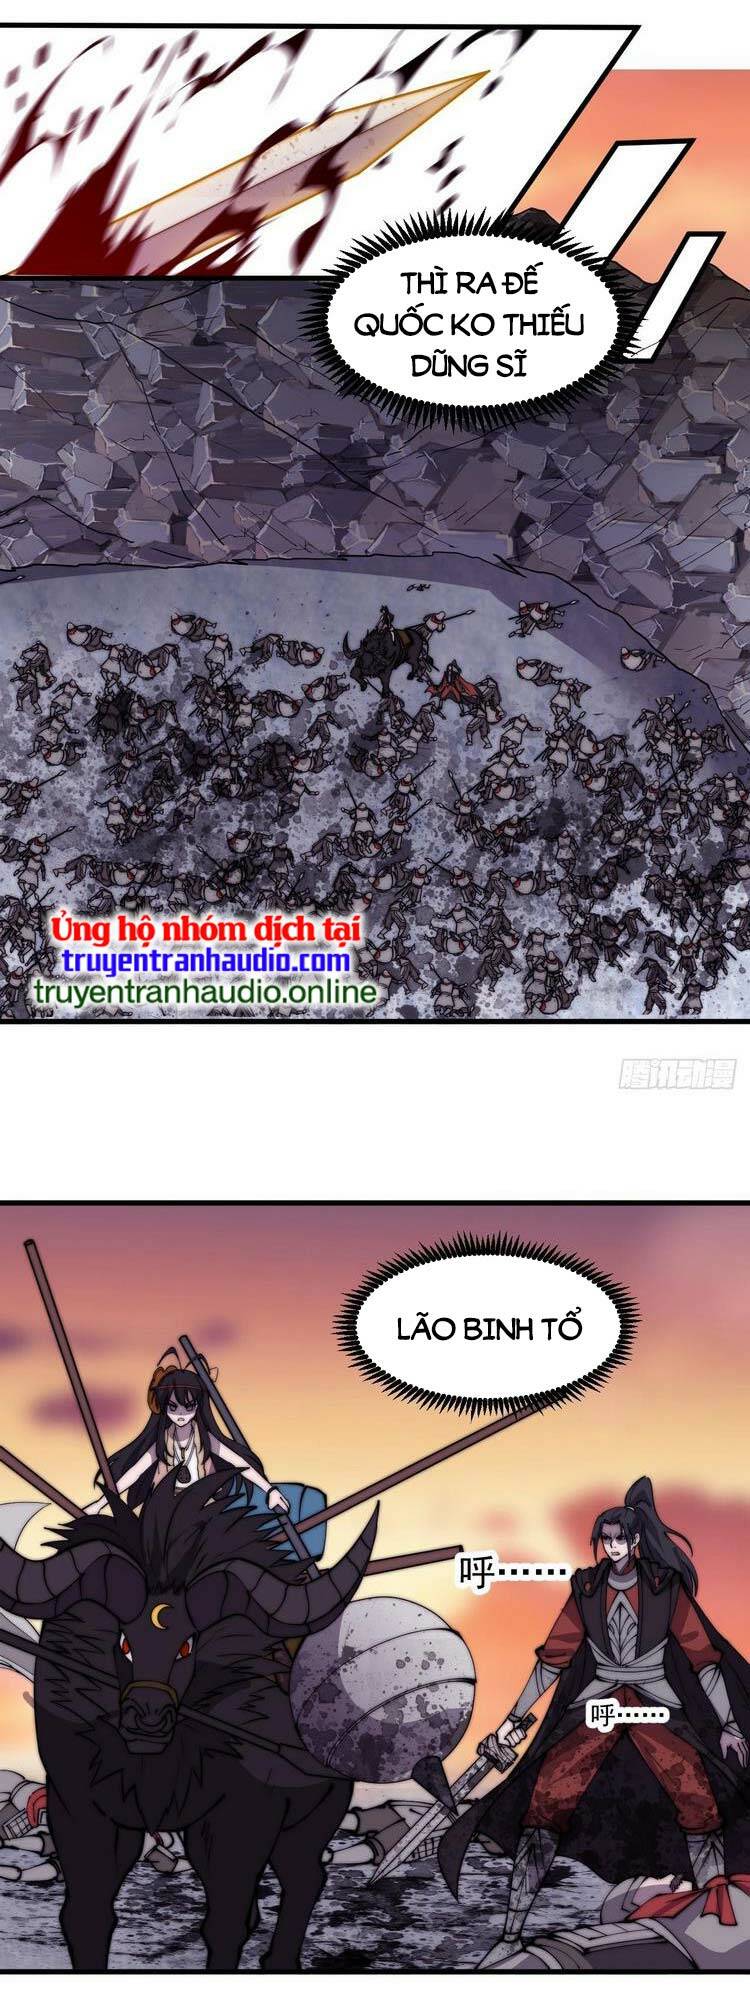 THÌ RA ĐẾ
QUỐC KO THIẾU
DŨNG SĨ
Ủng hộ nhóm dịch tại
truyentranhaudio.com
truyentranhaudio.online
腾讯动漫
LÃO BINH TỔ
呼……
呼……